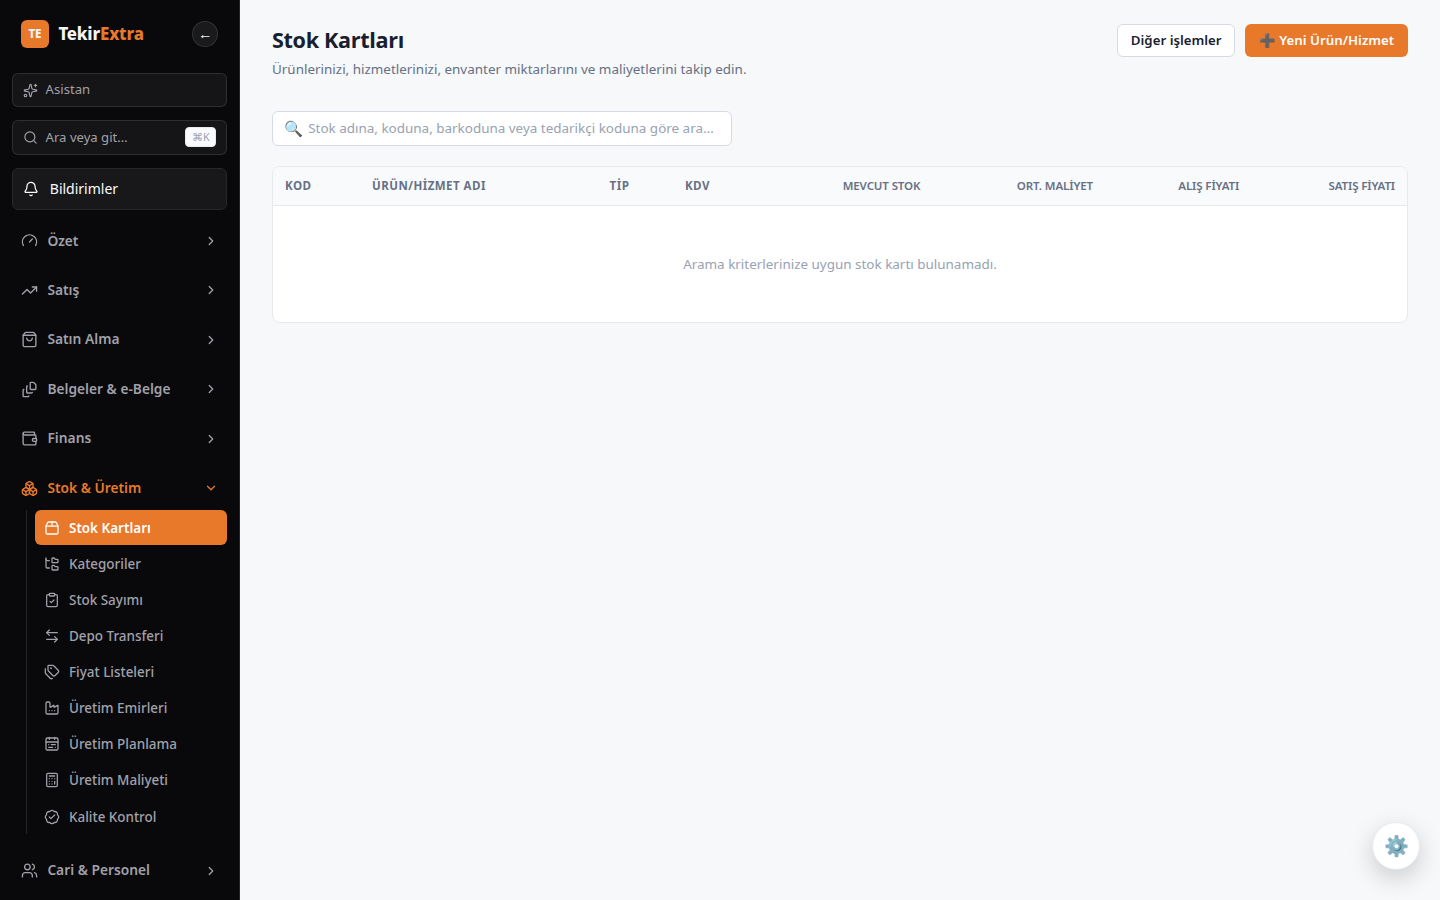 TE TekirExtra ←
Asistan
Ara veya git... ⌘K
Bildirimler
Özet
Satış
Satın Alma
Belgeler & e-Belge
Finans
Stok & Üretim
Stok Kartları
Kategoriler
Stok Sayımı
Depo Transferi
Fiyat Listeleri
Üretim Emirleri
Üretim Planlama
Üretim Maliyeti
Kalite Kontrol
Cari & Personel
Stok Kartları
Ürünlerinizi, hizmetlerinizi, envanter miktarlarını ve maliyetlerini takip edin.
Diğer işlemler
➕ Yeni Ürün/Hizmet
Stok adına, koduna, barkoduna veya tedarikçi koduna göre ara...
KOD ÜRÜN/HİZMET ADI TİP KDV MEVCUT STOK ORT. MALİYET ALIŞ FİYATI SATIŞ FİYATI
Arama kriterlerinize uygun stok kartı bulunamadı.